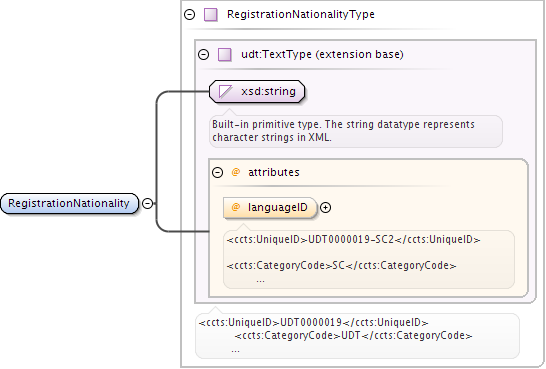 RegistrationNationalityType
udt:TextType (extension base)
xsd:string
Built-in primitive type. The string datatype represents
character strings in XML.
@ attributes
@ languageID
<ccts:UniqueID>UDT0000019-SC2</ccts:UniqueID>
<ccts:CategoryCode>SC</ccts:CategoryCode>
...
RegistrationNationality
<ccts:UniqueID>UDT0000019</ccts:UniqueID>
<ccts:CategoryCode>UDT</ccts:CategoryCode>
...